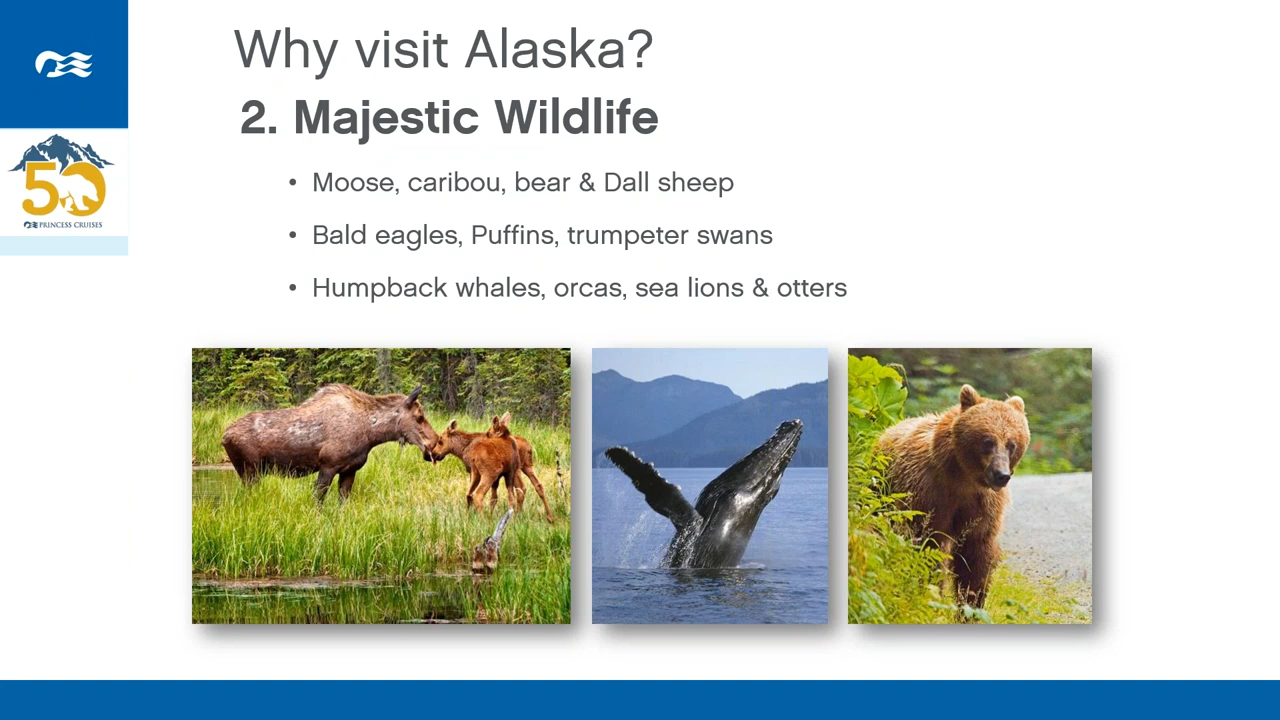 Why visit Alaska?
2. Majestic Wildlife
50
PRINCESS CRUISES
• Moose, caribou, bear & Dall sheep
• Bald eagles, Puffins, trumpeter swans
• Humpback whales, orcas, sea lions & otters